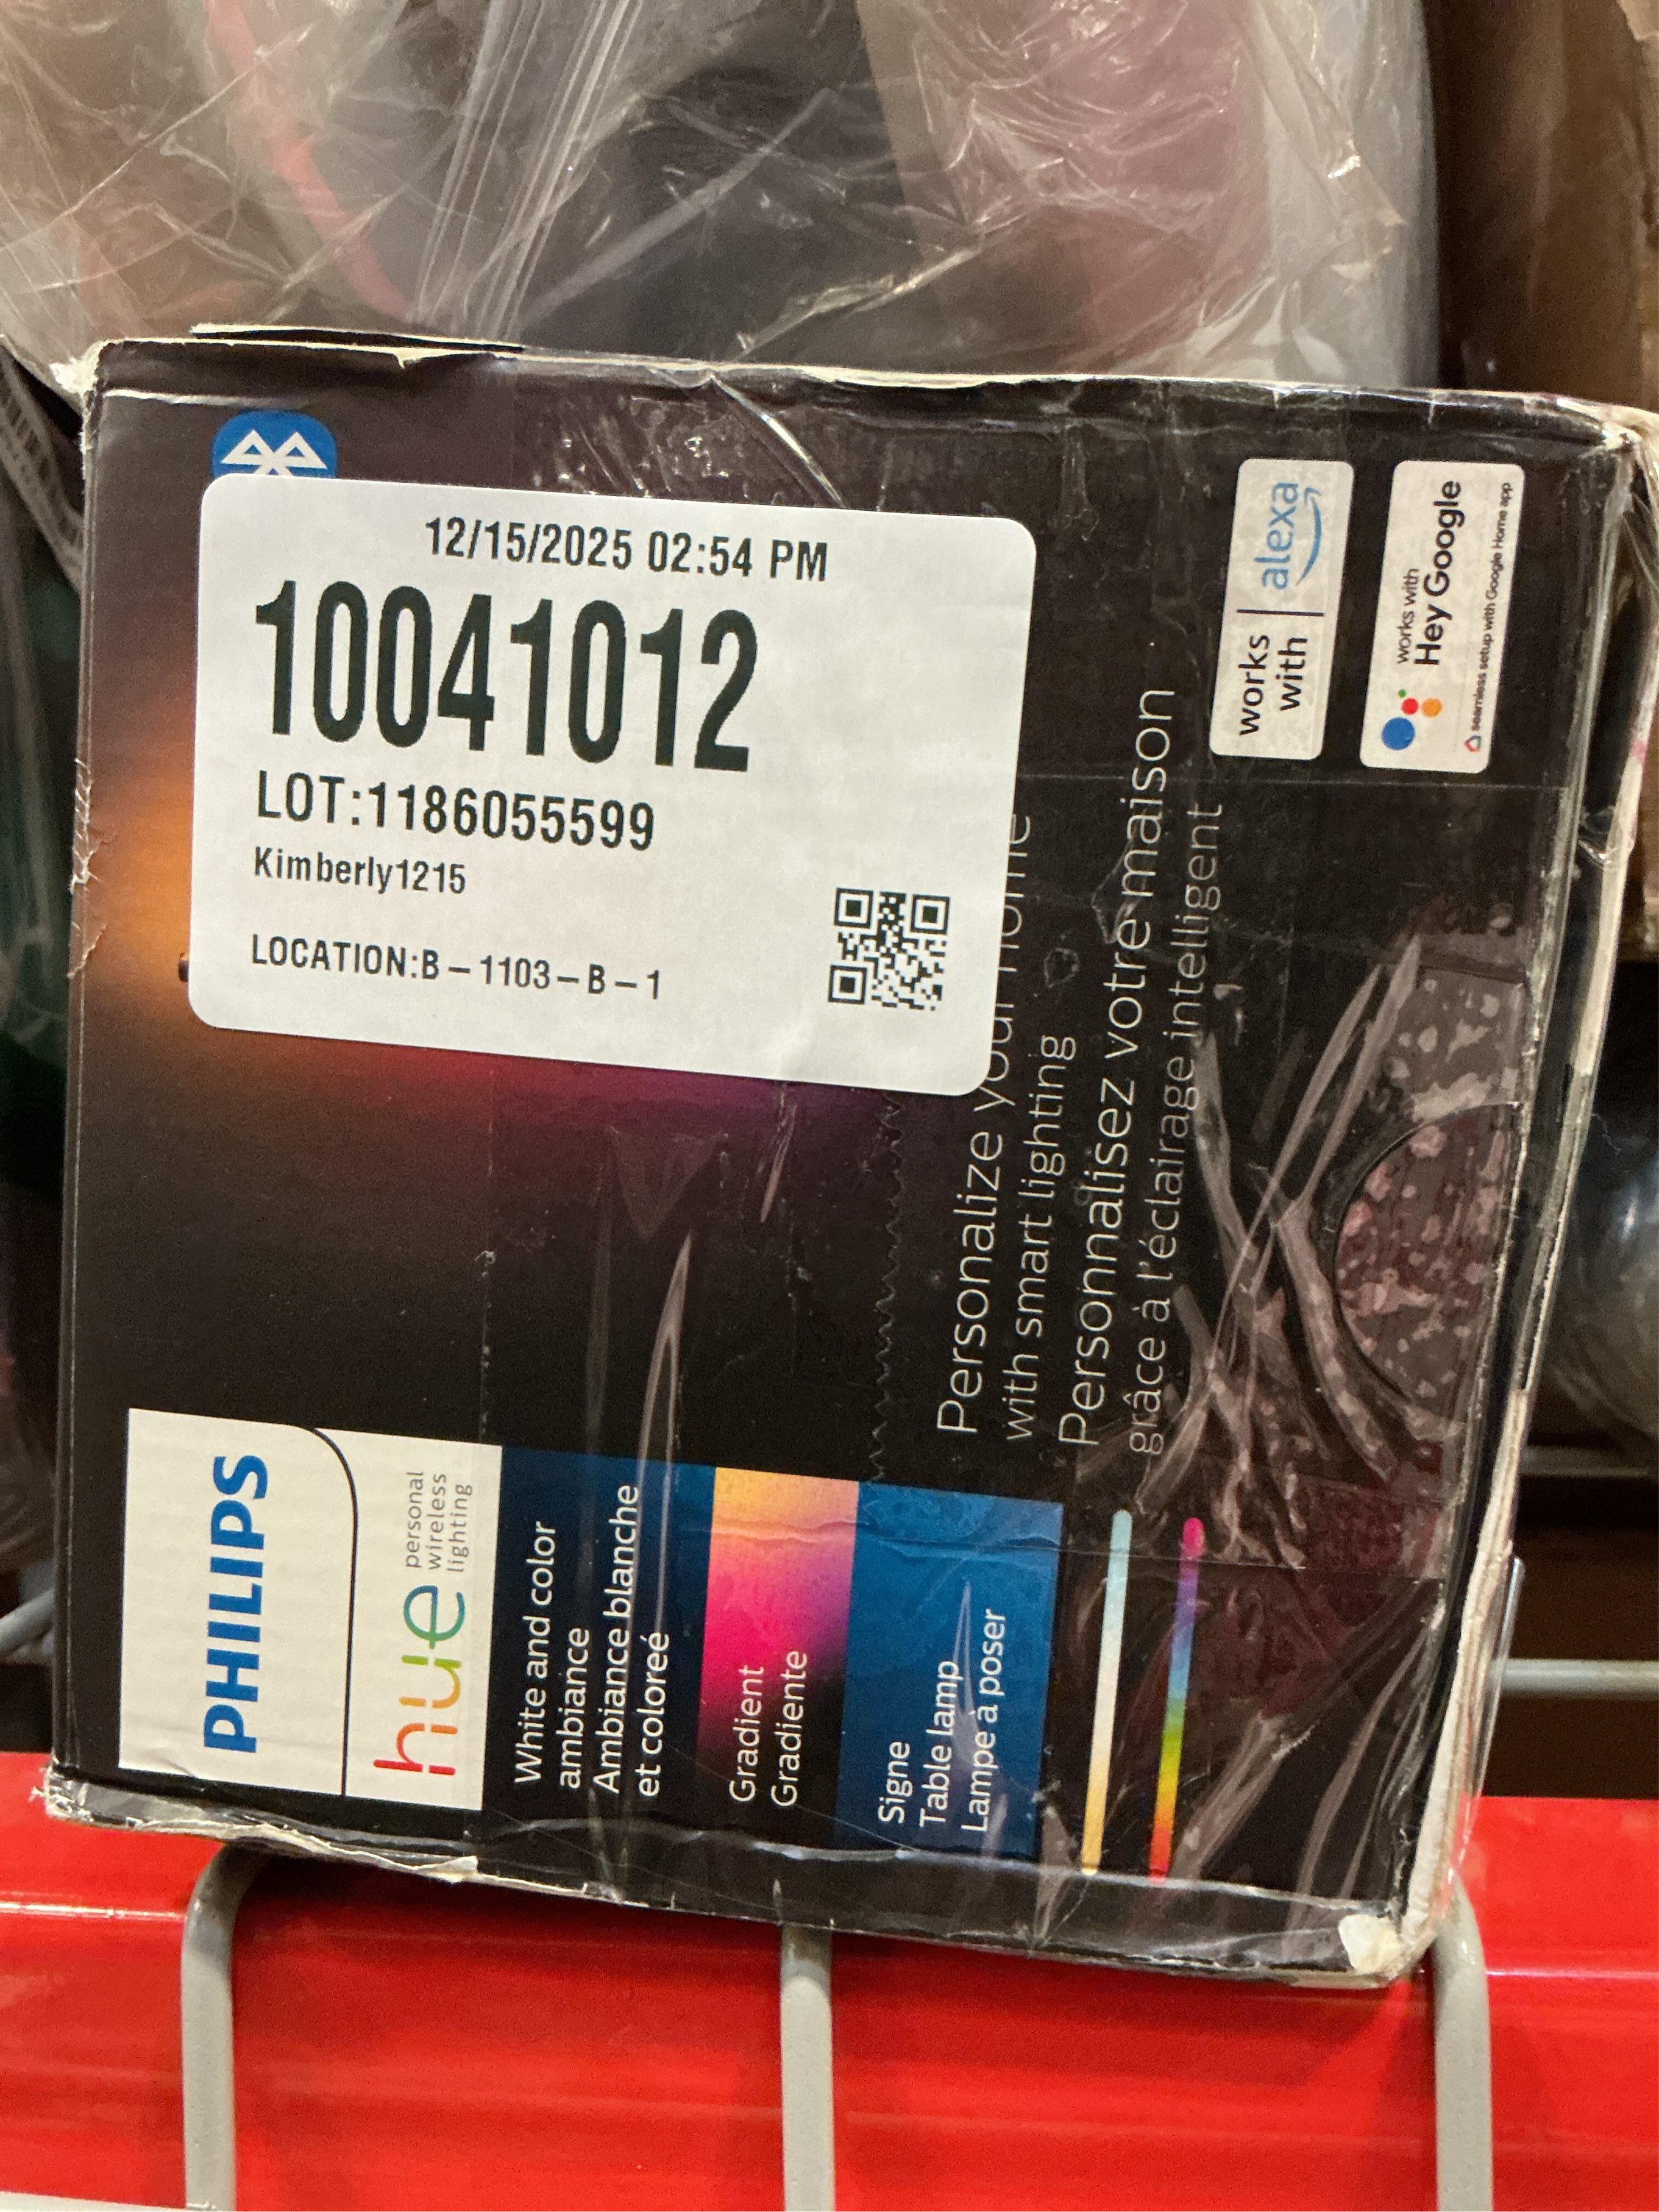 12/15/2025 02:54 PM
10041012
LOT:1186055599
Kimberly1215
LOCATION:B-1103-B-1
PHILIPS
hue personal
wireless
lighting
White and color
ambiance
Ambiance blanche
et colorée
Gradient
Gradiente
Signe
Table lamp
Lampe à poser
Personalize your home
with smart lighting
Personnalisez votre maison
grâce à l'éclairage intelligent
works
with
alexa
works with
Hey Google
seamless setup with Google Home app